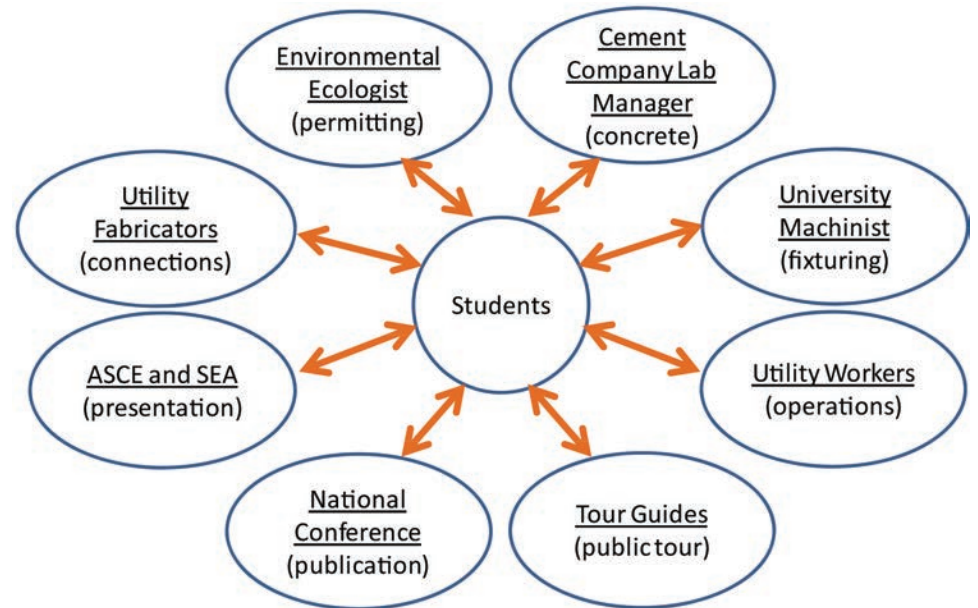 Environmental
Ecologist
(permitting)
Cement
Company Lab
Manager
(concrete)
Utility
Fabricators
(connections)
University
Machinist
(fixturing)
Students
ASCE and SEA
(presentation)
Utility Workers
(operations)
National
Conference
(publication)
Tour Guides
(public tour)